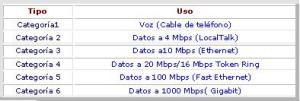 Tipo Uso
Categoría1 Voz (Cable de teléfono)
Categoría 2 Datos a 4 Mbps (LocalTalk)
Categoría 3 Datos a10 Mbps (Ethernet)
Categoría 4 Datos a 20 Mbps/16 Mbps Token Ring
Categoría 5 Datos a 100 Mbps (Fast Ethernet)
Categoría 6 Datos a 1000 Mbps( Gigabit)